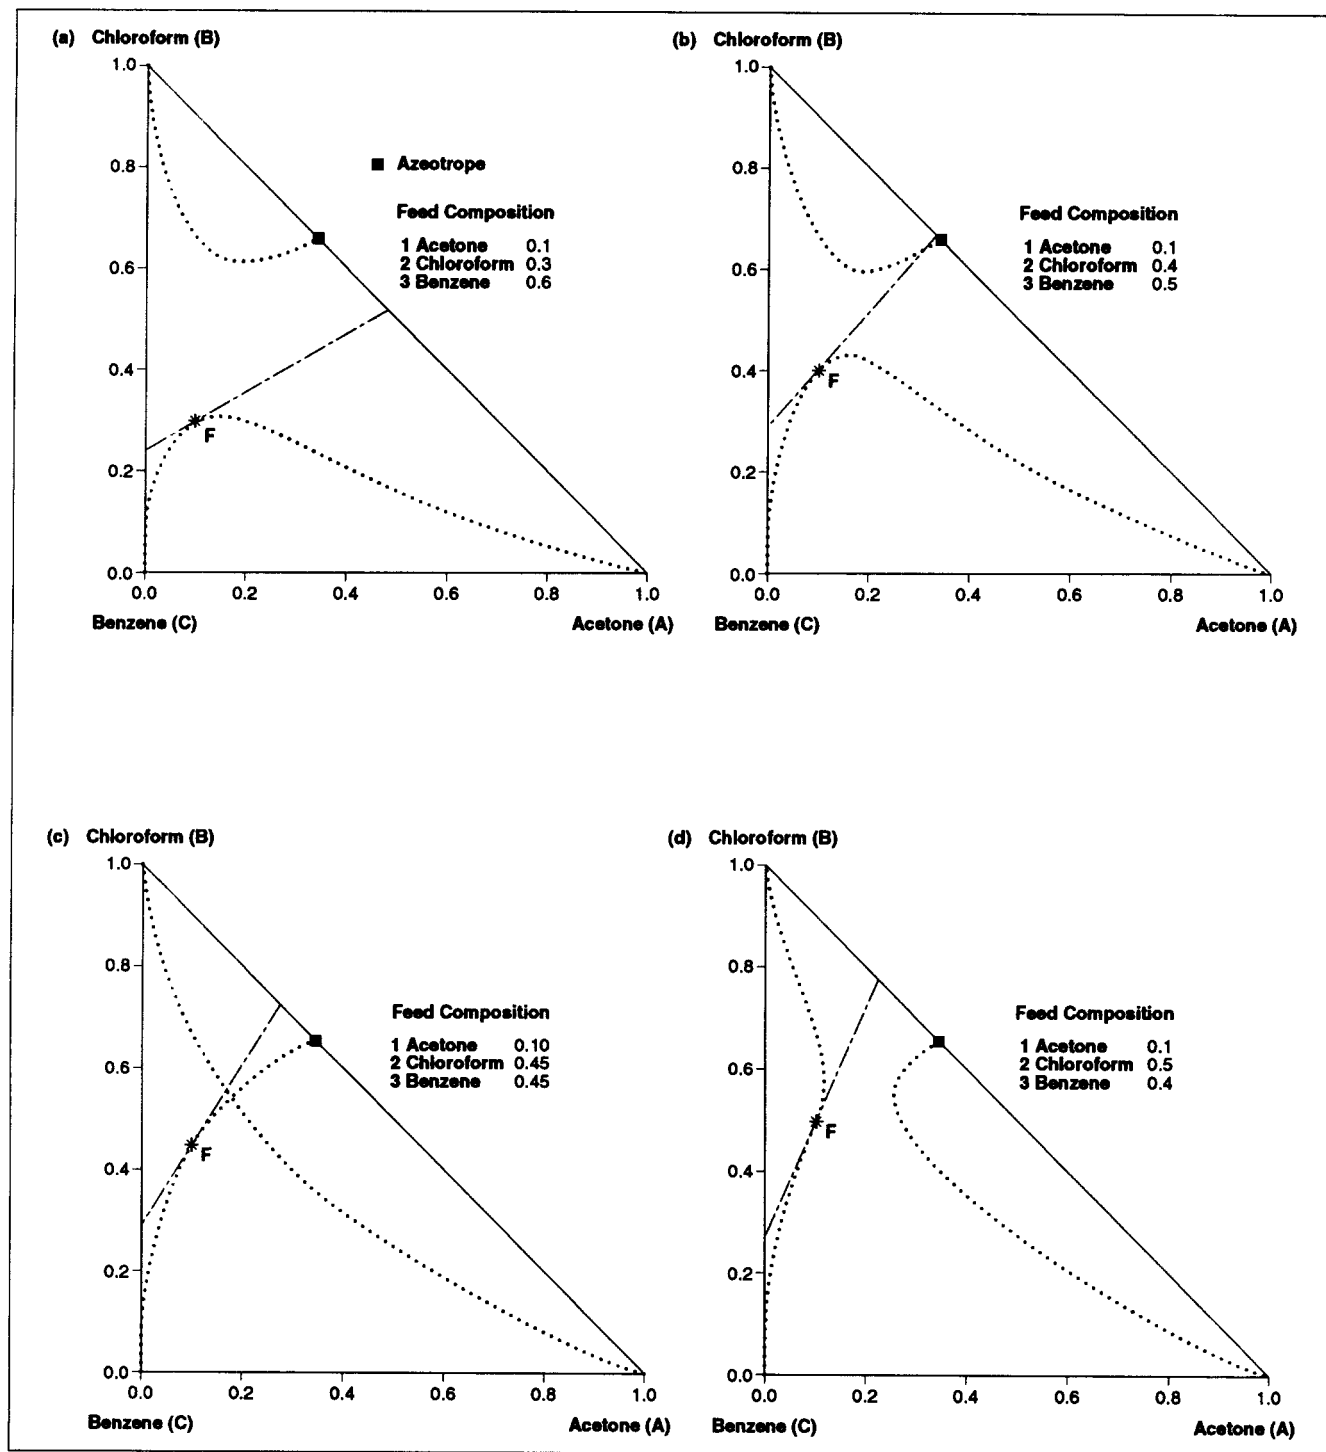 (a) Chloroform (B)
1.0
0.8
0.6
0.4
0.2
0.0
■ Azeotrope
Feed Composition
1 Acetone 0.1
2 Chloroform 0.3
3 Benzene 0.6
F
0.0 0.2 0.4 0.6 0.8 1.0
Benzene (C) Acetone (A)
(b) Chloroform (B)
1.0
0.8
0.6
0.4
0.2
0.0
Feed Composition
1 Acetone 0.1
2 Chloroform 0.4
3 Benzene 0.5
F
0.0 0.2 0.4 0.6 0.8 1.0
Benzene (C) Acetone (A)
(c) Chloroform (B)
1.0
0.8
0.6
0.4
0.2
0.0
Feed Composition
1 Acetone 0.10
2 Chloroform 0.45
3 Benzene 0.45
F
0.0 0.2 0.4 0.6 0.8 1.0
Benzene (C) Acetone (A)
(d) Chloroform (B)
1.0
0.8
0.6
0.4
0.2
0.0
Feed Composition
1 Acetone 0.1
2 Chloroform 0.5
3 Benzene 0.4
F
0.0 0.2 0.4 0.6 0.8 1.0
Benzene (C) Acetone (A)